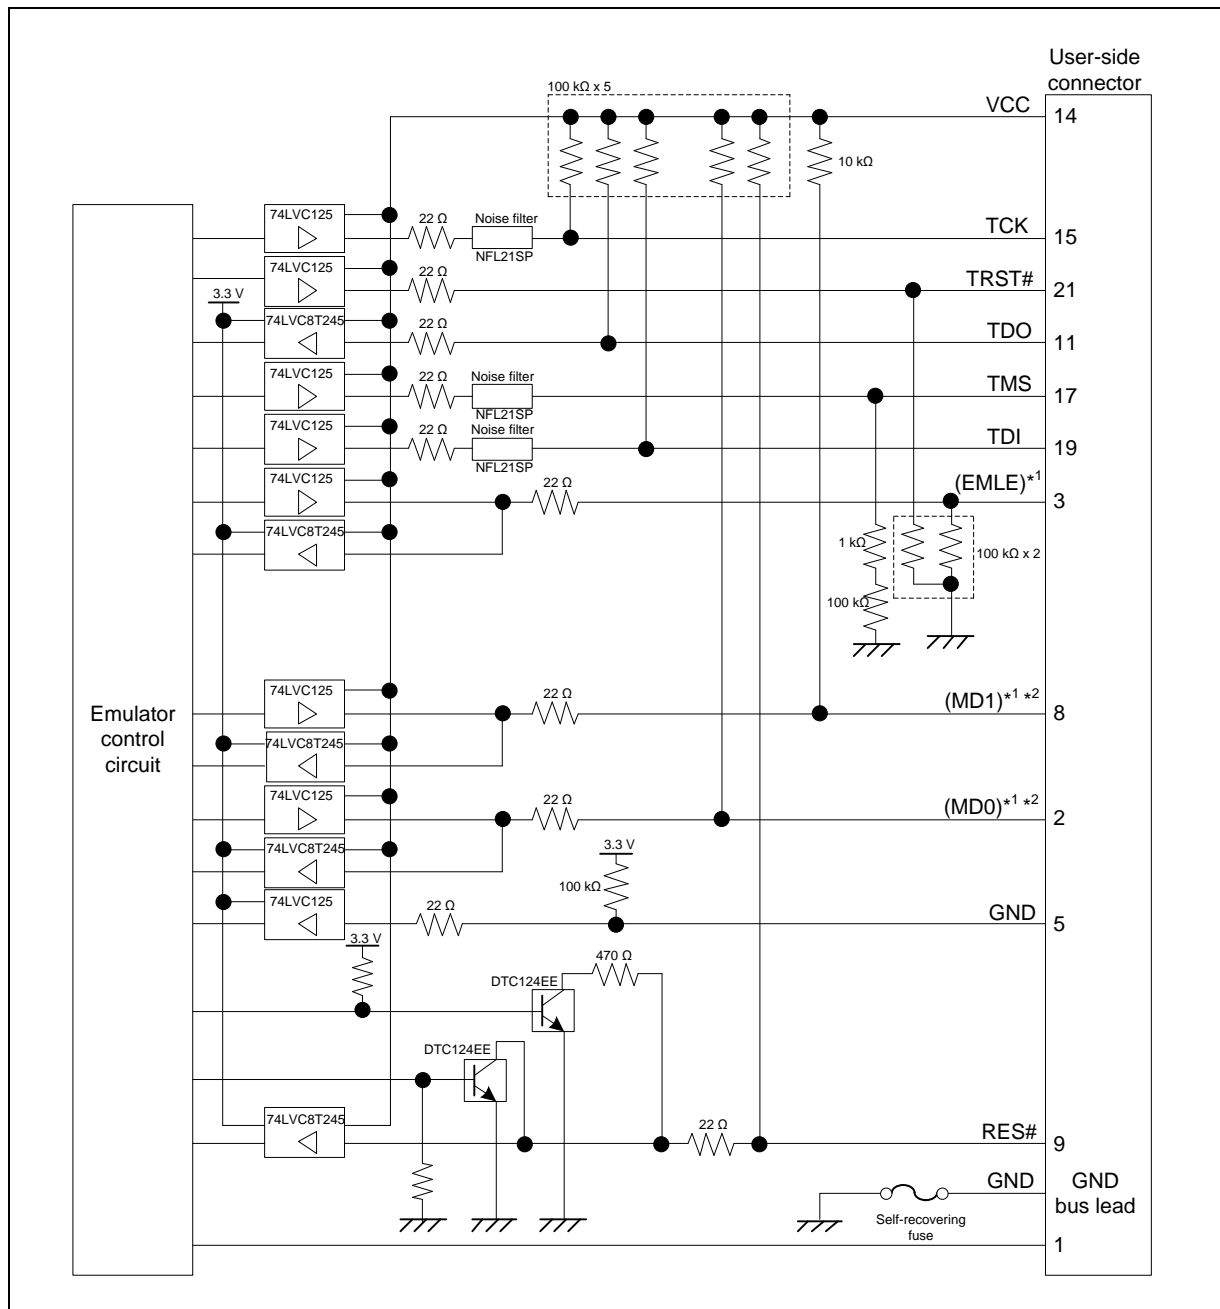 User-side
connector
100 kΩ x 5
VCC
14
10 kΩ
74LVC125
22 Ω
Noise filter
NFL21SP
TCK
15
74LVC125
22 Ω
TRST#
21
3.3 V
74LVC8T245
22 Ω
TDO
11
74LVC125
22 Ω
Noise filter
NFL21SP
TMS
17
74LVC125
22 Ω
Noise filter
NFL21SP
TDI
19
74LVC125
22 Ω
(EMLE)*1
3
74LVC8T245
1 kΩ
100 kΩ x 2
100 kΩ
Emulator
control
circuit
74LVC125
22 Ω
(MD1)*1 *2
8
74LVC8T245
74LVC125
22 Ω
(MD0)*1 *2
2
74LVC8T245
3.3 V
100 kΩ
74LVC125
22 Ω
GND
5
3.3 V
470 Ω
DTC124EE
DTC124EE
74LVC8T245
22 Ω
RES#
9
GND
GND
bus lead
Self-recovering
fuse
1